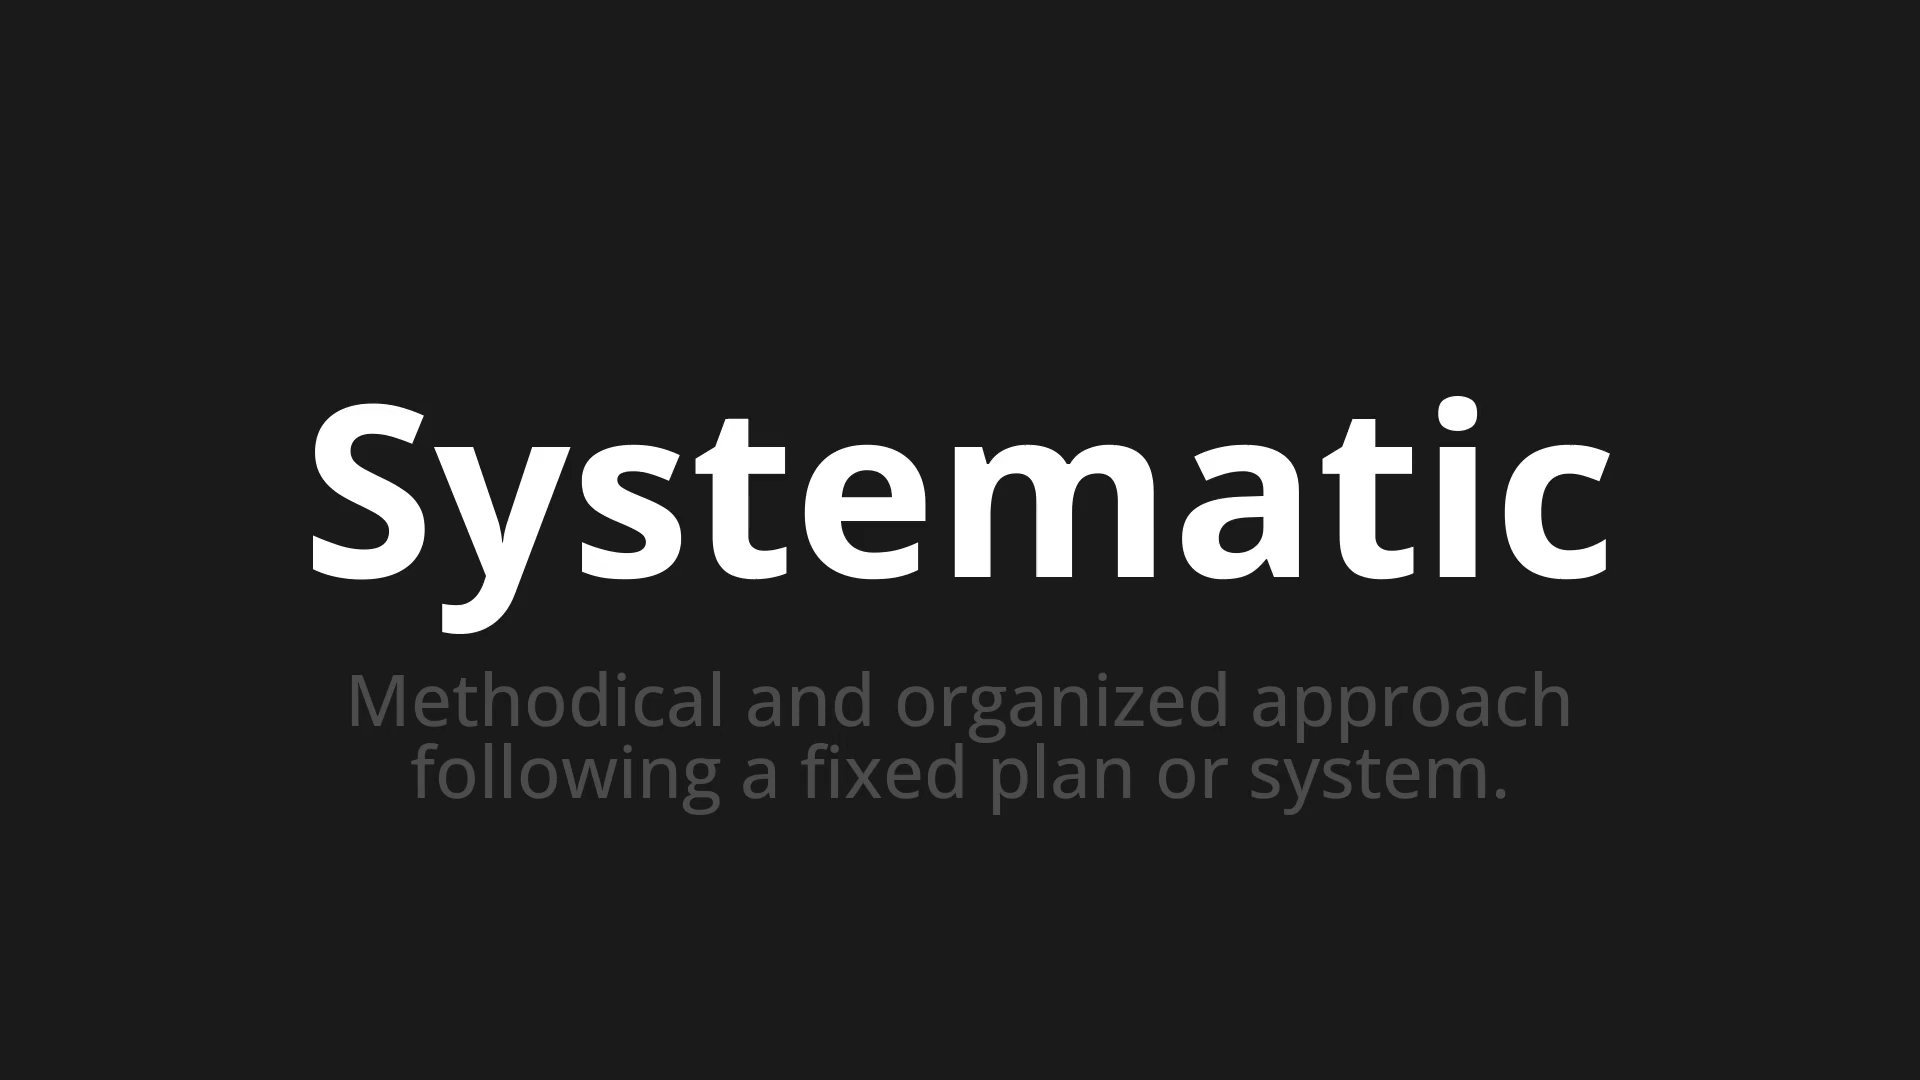 Systematic
Methodical and organized approach
following a fixed plan or system.